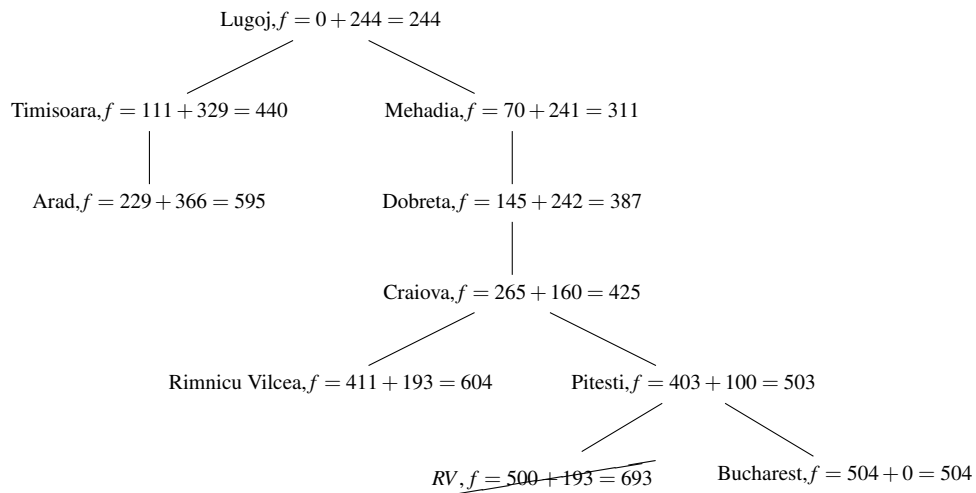 Lugoj, f = 0 + 244 = 244
Timisoara, f = 111 + 329 = 440
Mehadia, f = 70 + 241 = 311
Arad, f = 229 + 366 = 595
Dobreta, f = 145 + 242 = 387
Craiova, f = 265 + 160 = 425
Rimnicu Vilcea, f = 411 + 193 = 604
Pitesti, f = 403 + 100 = 503
RV, f = 500 + 193 = 693
Bucharest, f = 504 + 0 = 504